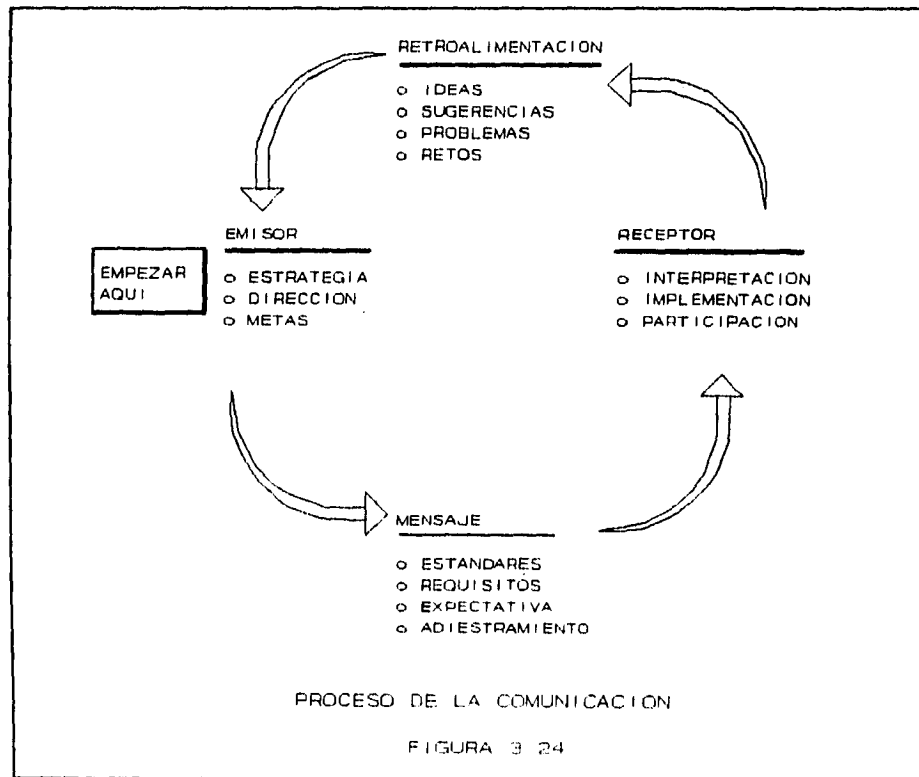 RETROALIMENTACION
o IDEAS
o SUGERENCIAS
o PROBLEMAS
o RETOS
EMPEZAR
AQUI
EMISOR
o ESTRATEGIA
o DIRECCION
o METAS
RECEPTOR
o INTERPRETACION
o IMPLEMENTACION
o PARTICIPACION
MENSAJE
o ESTANDARES
o REQUISITOS
o EXPECTATIVA
o ADIESTRAMIENTO
PROCESO DE LA COMUNICACION
FIGURA 3 24